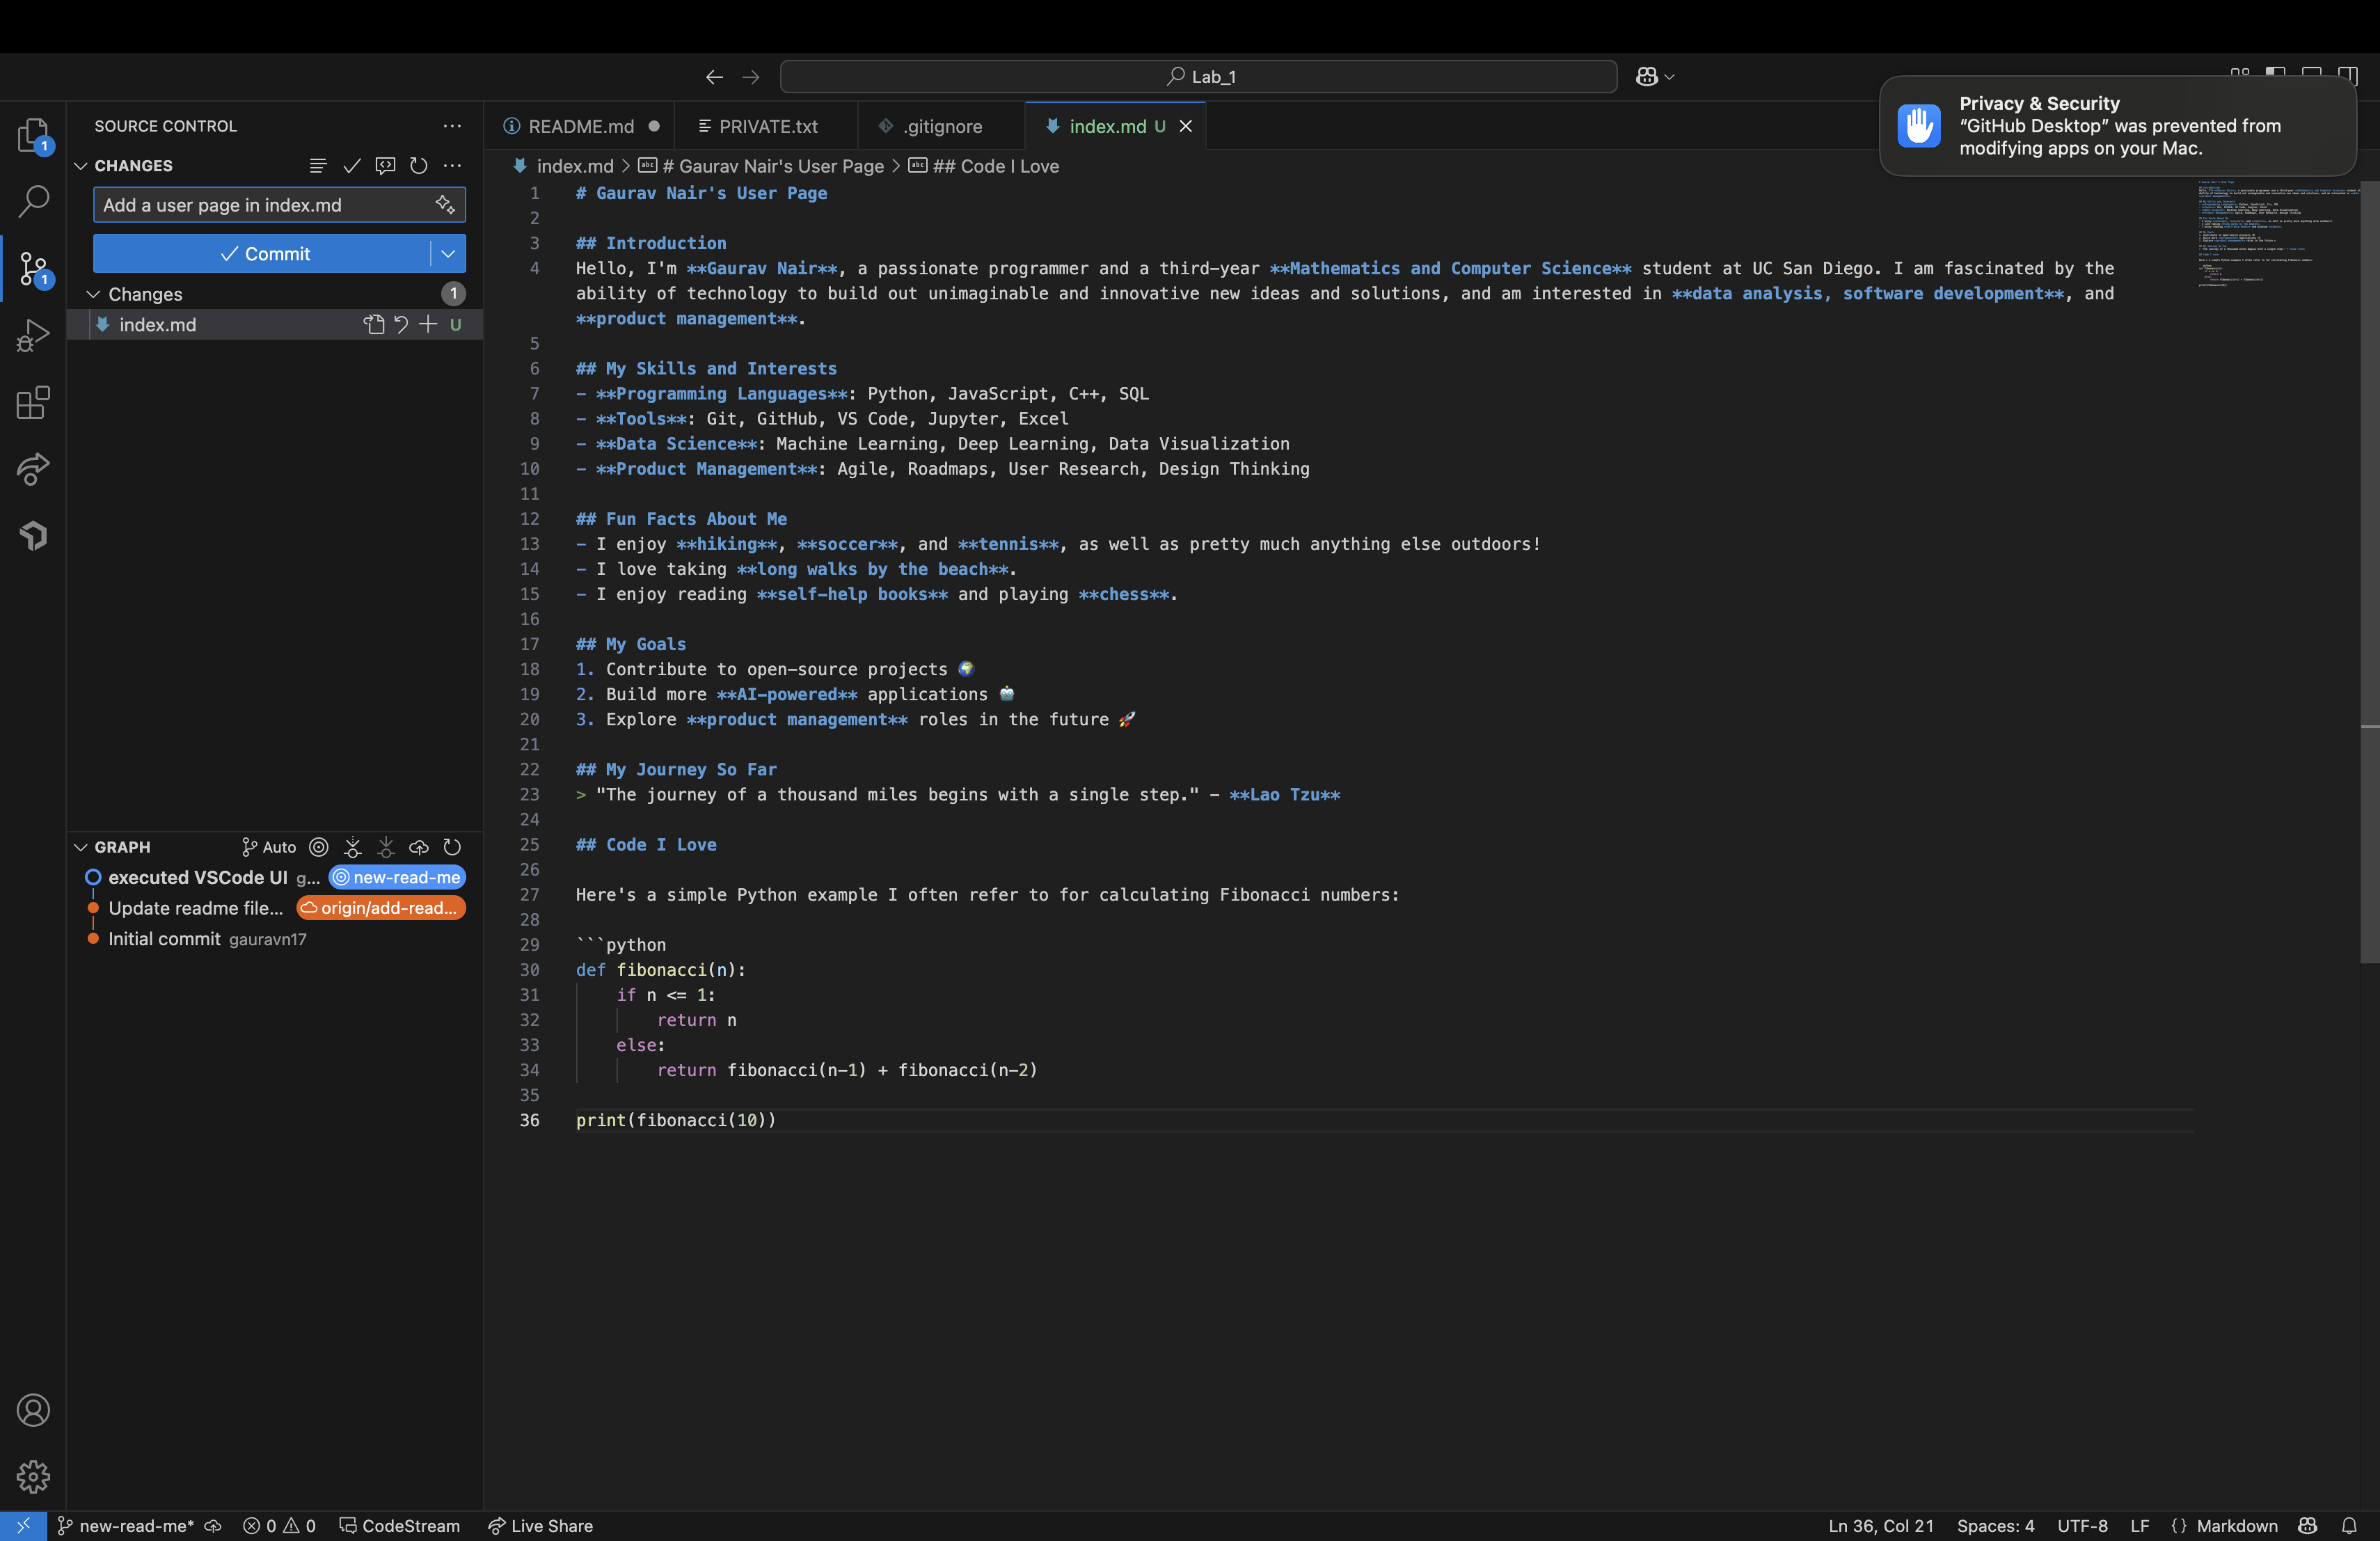 Lab_1
Privacy & Security
“GitHub Desktop” was prevented from
modifying apps on your Mac.
SOURCE CONTROL
CHANGES
Add a user page in index.md
Commit
Changes
1
index.md
U
README.md
PRIVATE.txt
.gitignore
index.md U
index.md > # Gaurav Nair's User Page > ## Code I Love
1 # Gaurav Nair's User Page
2
3 ## Introduction
4 Hello, I'm **Gaurav Nair**, a passionate programmer and a third-year **Mathematics and Computer Science** student at UC San Diego. I am fascinated by the
ability of technology to build out unimaginable and innovative new ideas and solutions, and am interested in **data analysis, software development**, and
**product management**.
5
6 ## My Skills and Interests
7 - **Programming Languages**: Python, JavaScript, C++, SQL
8 - **Tools**: Git, GitHub, VS Code, Jupyter, Excel
9 - **Data Science**: Machine Learning, Deep Learning, Data Visualization
10 - **Product Management**: Agile, Roadmaps, User Research, Design Thinking
11
12 ## Fun Facts About Me
13 - I enjoy **hiking**, **soccer**, and **tennis**, as well as pretty much anything else outdoors!
14 - I love taking **long walks by the beach**.
15 - I enjoy reading **self-help books** and playing **chess**.
16
17 ## My Goals
18 1. Contribute to open-source projects 🌍
19 2. Build more **AI-powered** applications 🤖
20 3. Explore **product management** roles in the future 🚀
21
22 ## My Journey So Far
23 > "The journey of a thousand miles begins with a single step." - **Lao Tzu**
24
25 ## Code I Love
26
27 Here's a simple Python example I often refer to for calculating Fibonacci numbers:
28
29 ```python
30 def fibonacci(n):
31     if n <= 1:
32         return n
33     else:
34         return fibonacci(n-1) + fibonacci(n-2)
35
36 print(fibonacci(10))
1
1
GRAPH
Auto
executed VSCode UI g... new-read-me
Update readme file... origin/add-read...
Initial commit gauravn17
new-read-me*
0
0
CodeStream
Live Share
Ln 36, Col 21
Spaces: 4
UTF-8
LF
{} Markdown